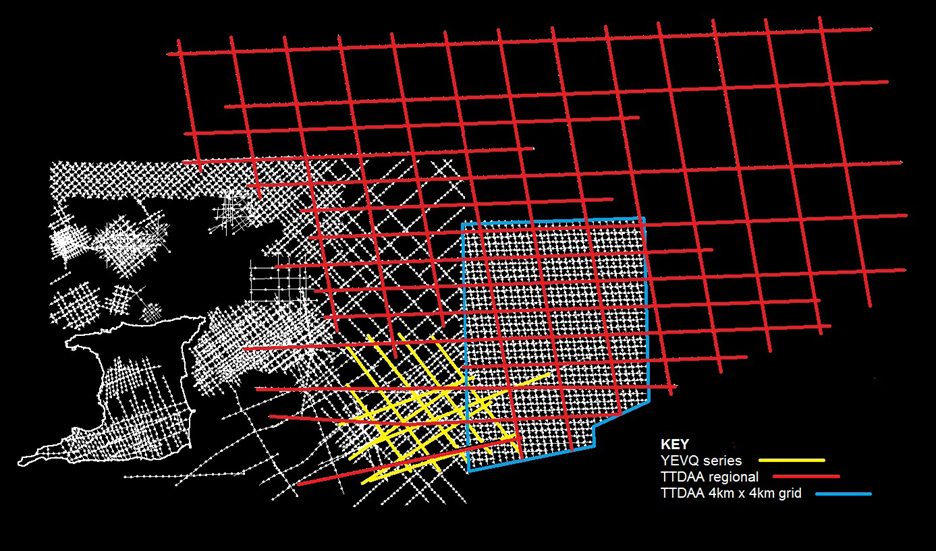 KEY
YEVQ series
TTDAA regional
TTDAA 4km x 4km grid